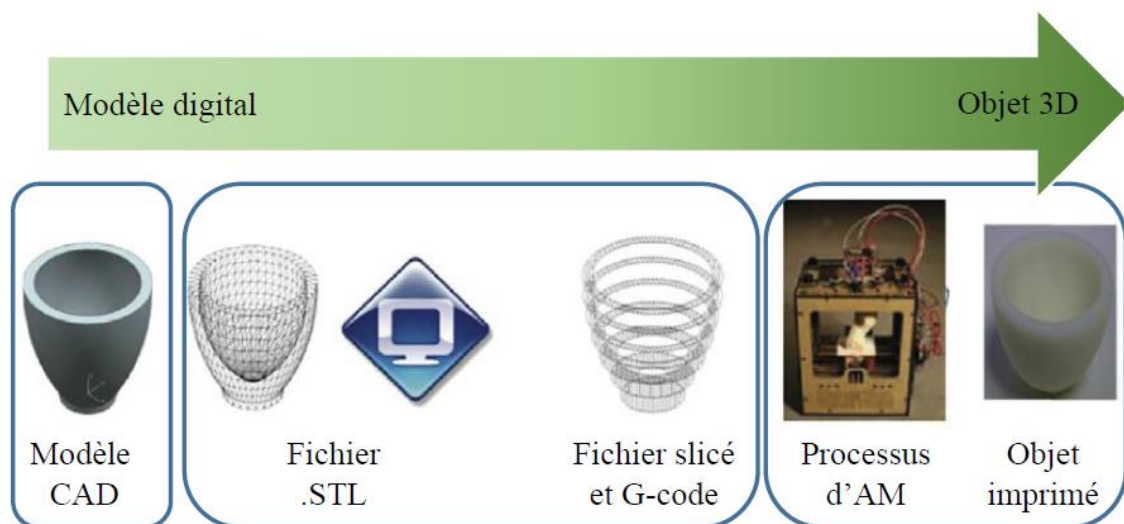 Modèle digital
Objet 3D
Modèle
CAD
Fichier
.STL
Fichier slicé
et G-code
Processus
d’AM
Objet
imprimé